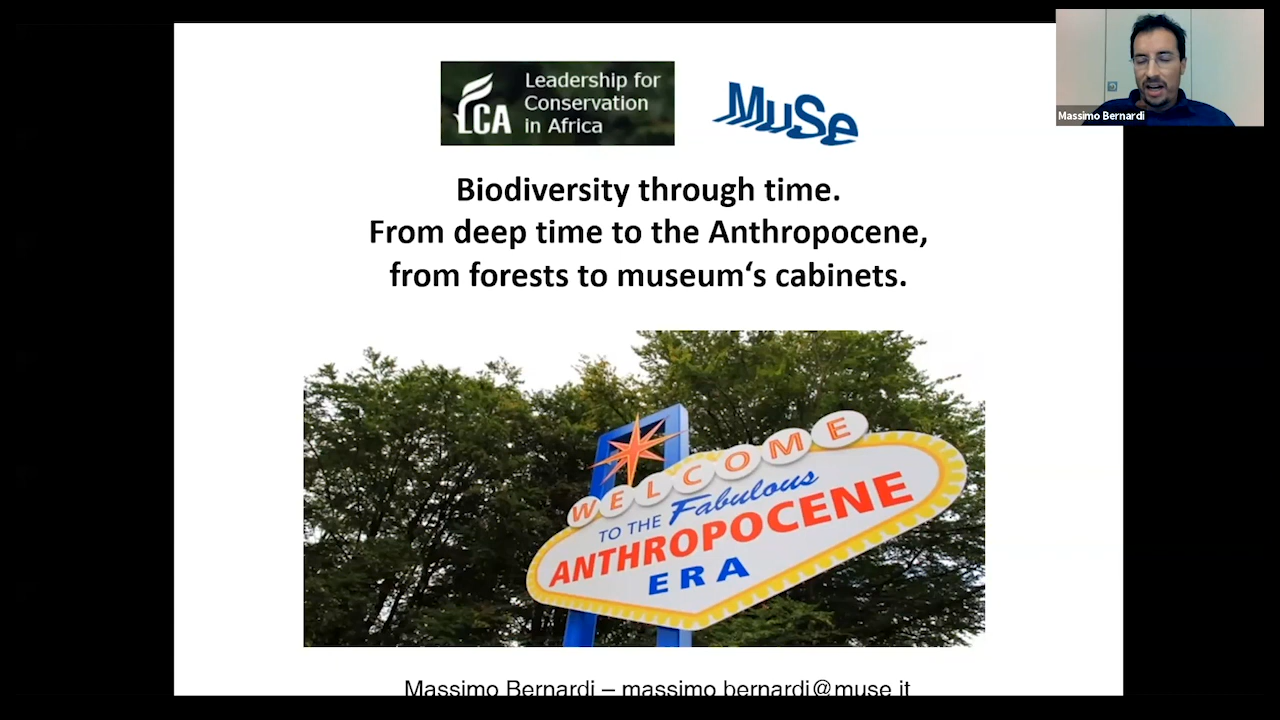 Leadership for
Conservation
in Africa
LCA
MuSe
Massimo Bernardi
Biodiversity through time.
From deep time to the Anthropocene,
from forests to museum‘s cabinets.
WELCOME
TO THE Fabulous
ANTHROPOCENE
ERA
Massimo Bernardi – massimo.bernardi@muse.it